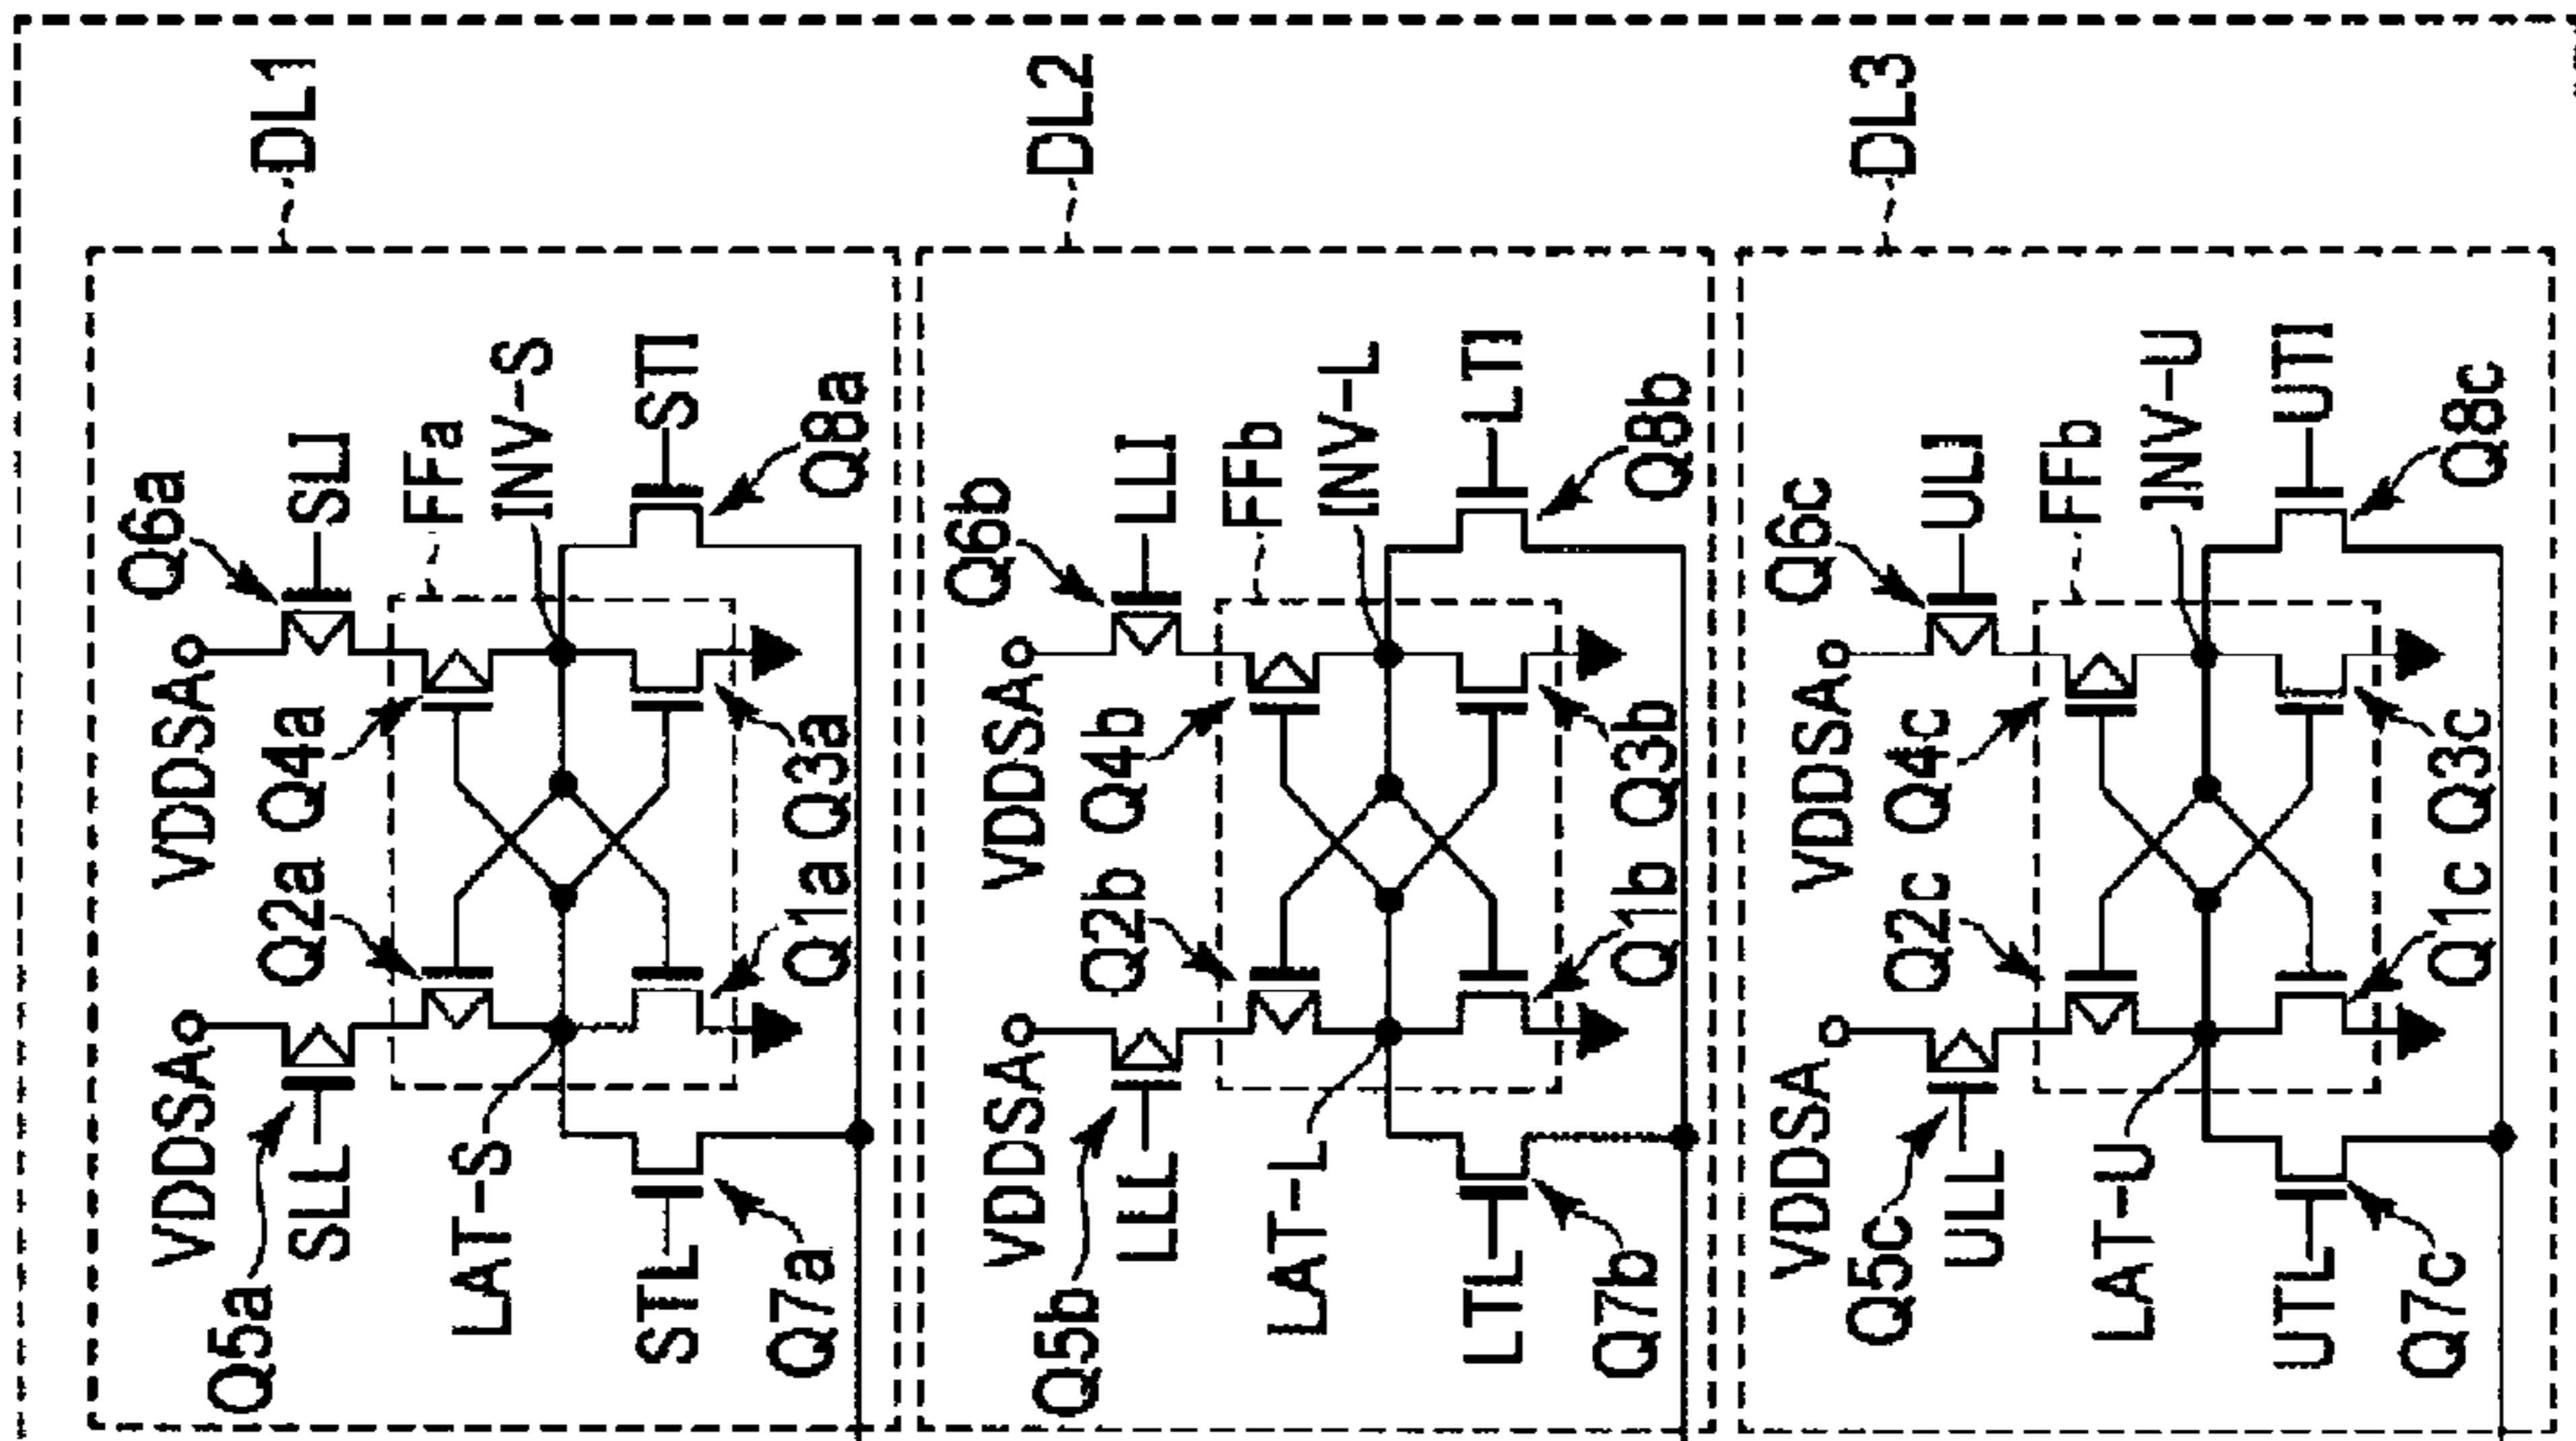 DL1
Q6a
SLI
FFa
INV-S
STI
Q8a
VDDSA
Q4a
Q3a
Q2a
Q1a
VDDSA
Q5a
SLL
LAT-S
STL
Q7a
DL2
Q6b
LLI
FFb
INV-L
LTI
Q8b
VDDSA
Q4b
Q3b
Q2b
Q1b
VDDSA
Q5b
LLL
LAT-L
LTL
Q7b
DL3
Q6c
ULI
FFb
INV-U
UTI
Q8c
VDDSA
Q4c
Q3c
Q2c
Q1c
VDDSA
Q5c
ULL
LAT-U
UTL
Q7c